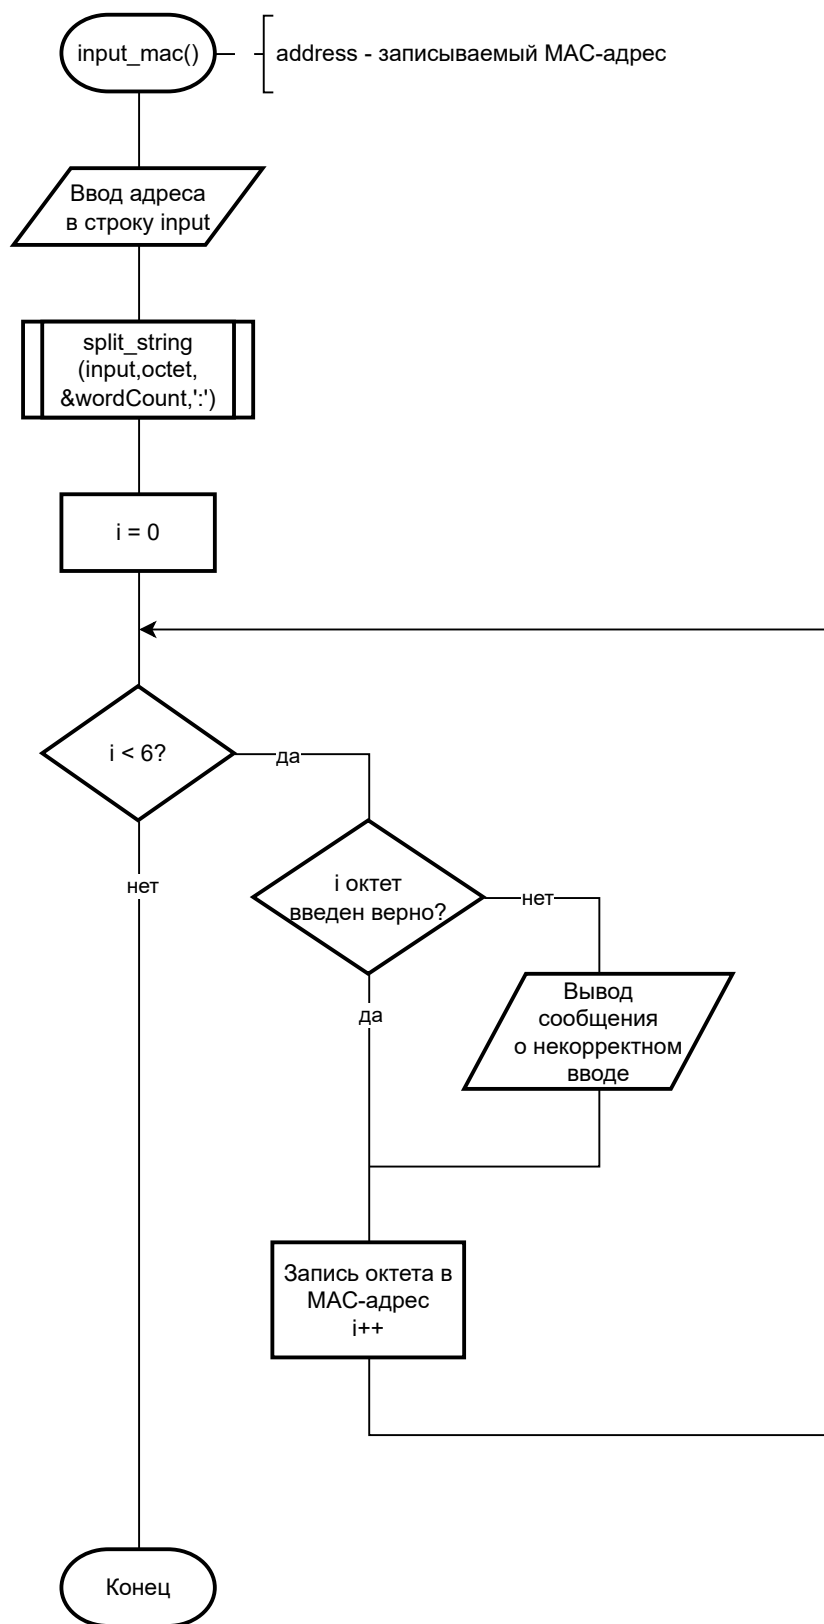 input_mac()
address - записываемый MAC-адрес
Ввод адреса
в строку input
split_string
(input,octet,
&wordCount,':')
i = 0
i < 6?
да
нет
i октет
введен верно?
нет
да
Вывод
сообщения
о некорректном
вводе
Запись октета в
MAC-адрес
i++
Конец